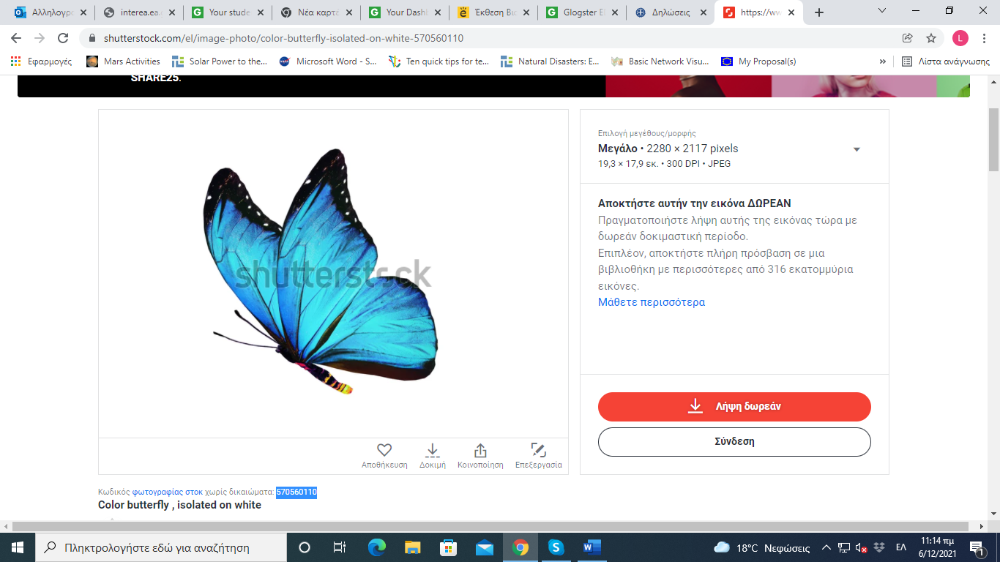 Αλληλογρα
interea.ea.g
Your stude
Νέα καρτέ
Your Dashb
Έκθεση Βιο
Glogster E
Δηλώσεις
https://ww
shutterstock.com/el/image-photo/color-butterfly-isolated-on-white-570560110
L
Εφαρμογές
Mars Activities
Solar Power to the...
Microsoft Word - S...
Ten quick tips for te...
Natural Disasters: E...
Basic Network Visu...
My Proposal(s)
»
Λίστα ανάγνωσης
SHARE25.
shutterstock
Επιλογή μεγέθους/μορφής
Μεγάλο • 2280 × 2117 pixels
19,3 × 17,9 εκ. • 300 DPI • JPEG
Αποκτήστε αυτήν την εικόνα ΔΩΡΕΑΝ
Πραγματοποιήστε λήψη αυτής της εικόνας τώρα με
δωρεάν δοκιμαστική περίοδο.
Επιπλέον, αποκτήστε πλήρη πρόσβαση σε μια
βιβλιοθήκη με περισσότερες από 316 εκατομμύρια
εικόνες.
Μάθετε περισσότερα
Λήψη δωρεάν
Σύνδεση
Αποθήκευση
Δοκιμή
Κοινοποίηση
Επεξεργασία
Κωδικός φωτογραφίας στοκ χωρίς δικαιώματα: 570560110
Color butterfly , isolated on white
Πληκτρολογήστε εδώ για αναζήτηση
18°C Νεφώσεις
ΕΛ
11:14 πμ
6/12/2021
1